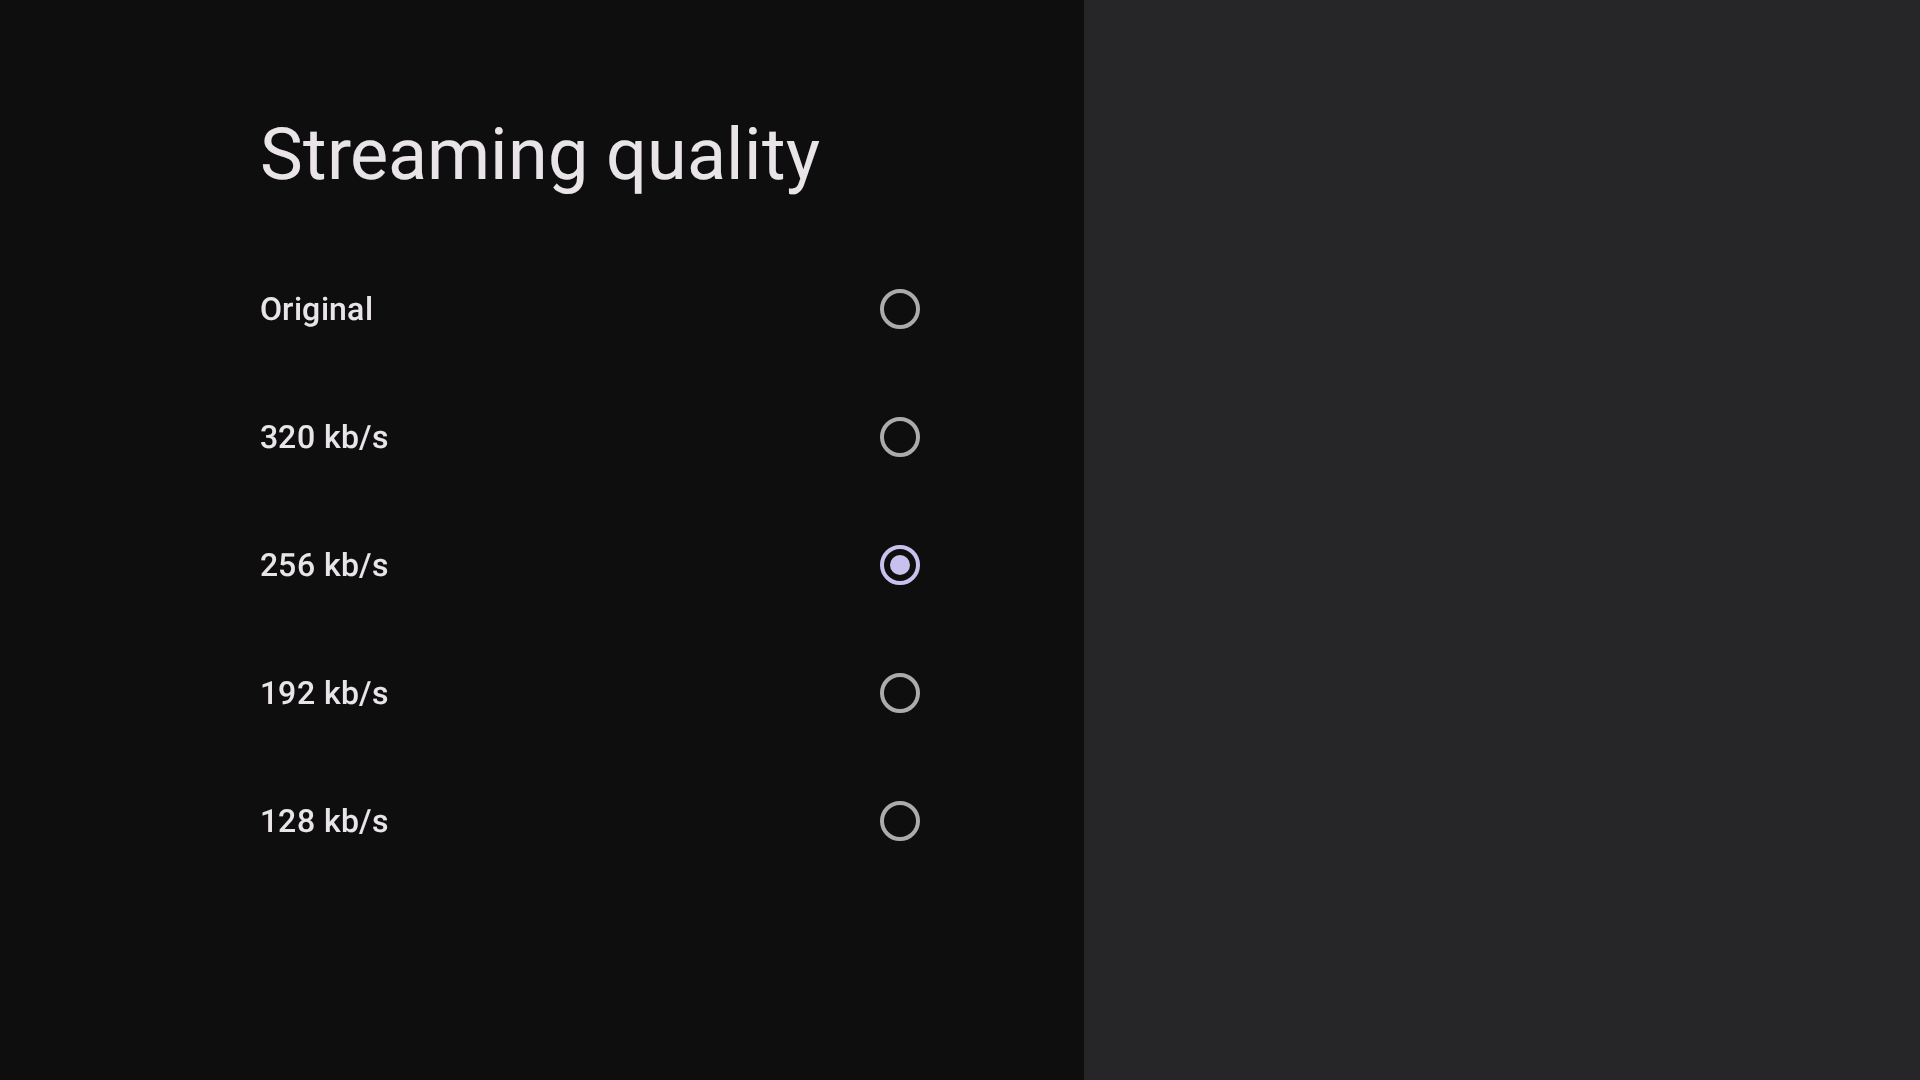 Streaming quality
Original
320 kb/s
256 kb/s
192 kb/s
128 kb/s